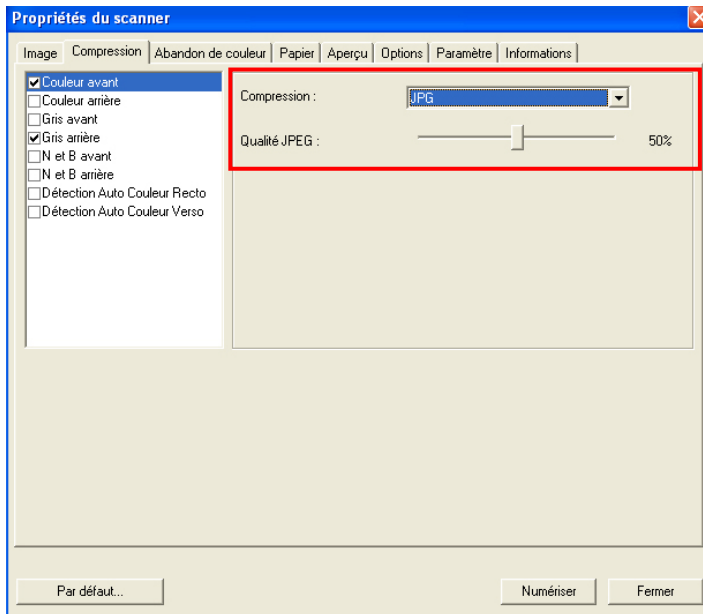 Propriétés du scanner
Image Compression Abandon de couleur Papier Aperçu Options Paramètre Informations
Couleur avant
Couleur arrière
Gris avant
Gris arrière
N et B avant
N et B arrière
Détection Auto Couleur Recto
Détection Auto Couleur Verso
Compression :
JPG
Qualité JPEG :
50%
Par défaut...
Numériser
Fermer